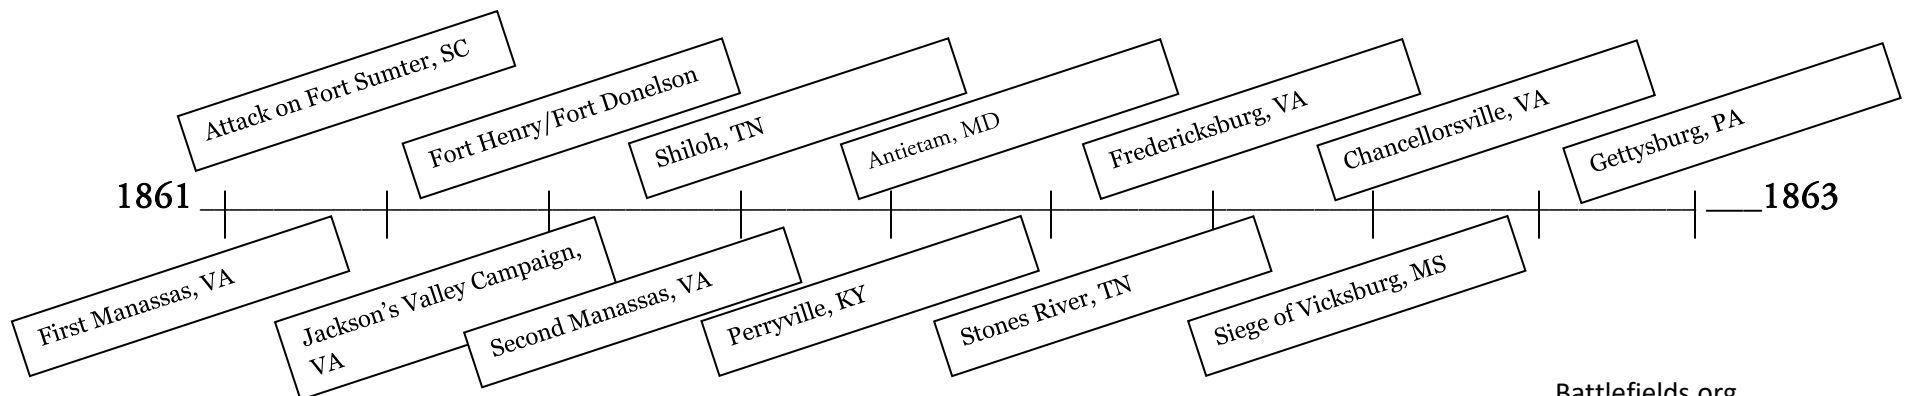 Attack on Fort Sumter, SC
Fort Henry/Fort Donelson
Shiloh, TN
Antietam, MD
Fredericksburg, VA
Chancellorsville, VA
Gettysburg, PA
1861
1863
First Manassas, VA
Jackson’s Valley Campaign,
VA
Second Manassas, VA
Perryville, KY
Stones River, TN
Siege of Vicksburg, MS
Battlefields.org